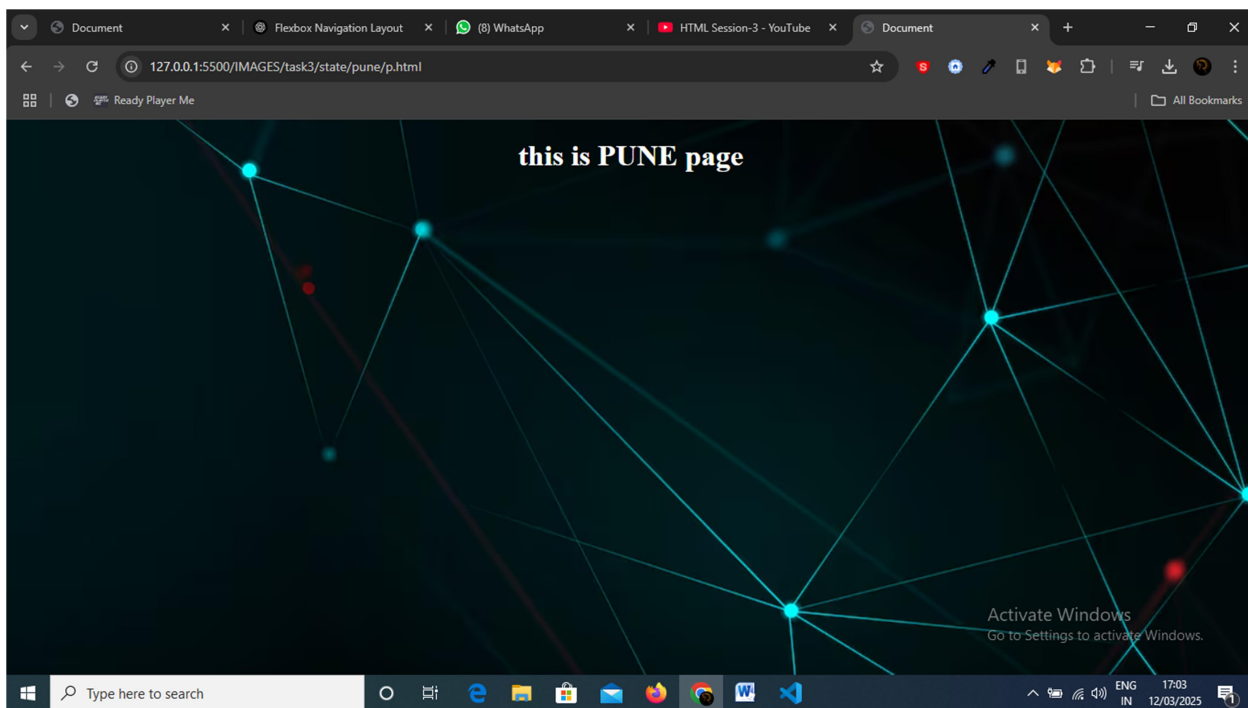 Document
Flexbox Navigation Layout
(8) WhatsApp
HTML Session-3 - YouTube
Document
127.0.0.1:5500/IMAGES/task3/state/pune/p.html
S
Ready Player Me
All Bookmarks
this is PUNE page
Activate Windows
Go to Settings to activate Windows.
Type here to search
W
ENG
IN
17:03
12/03/2025
1